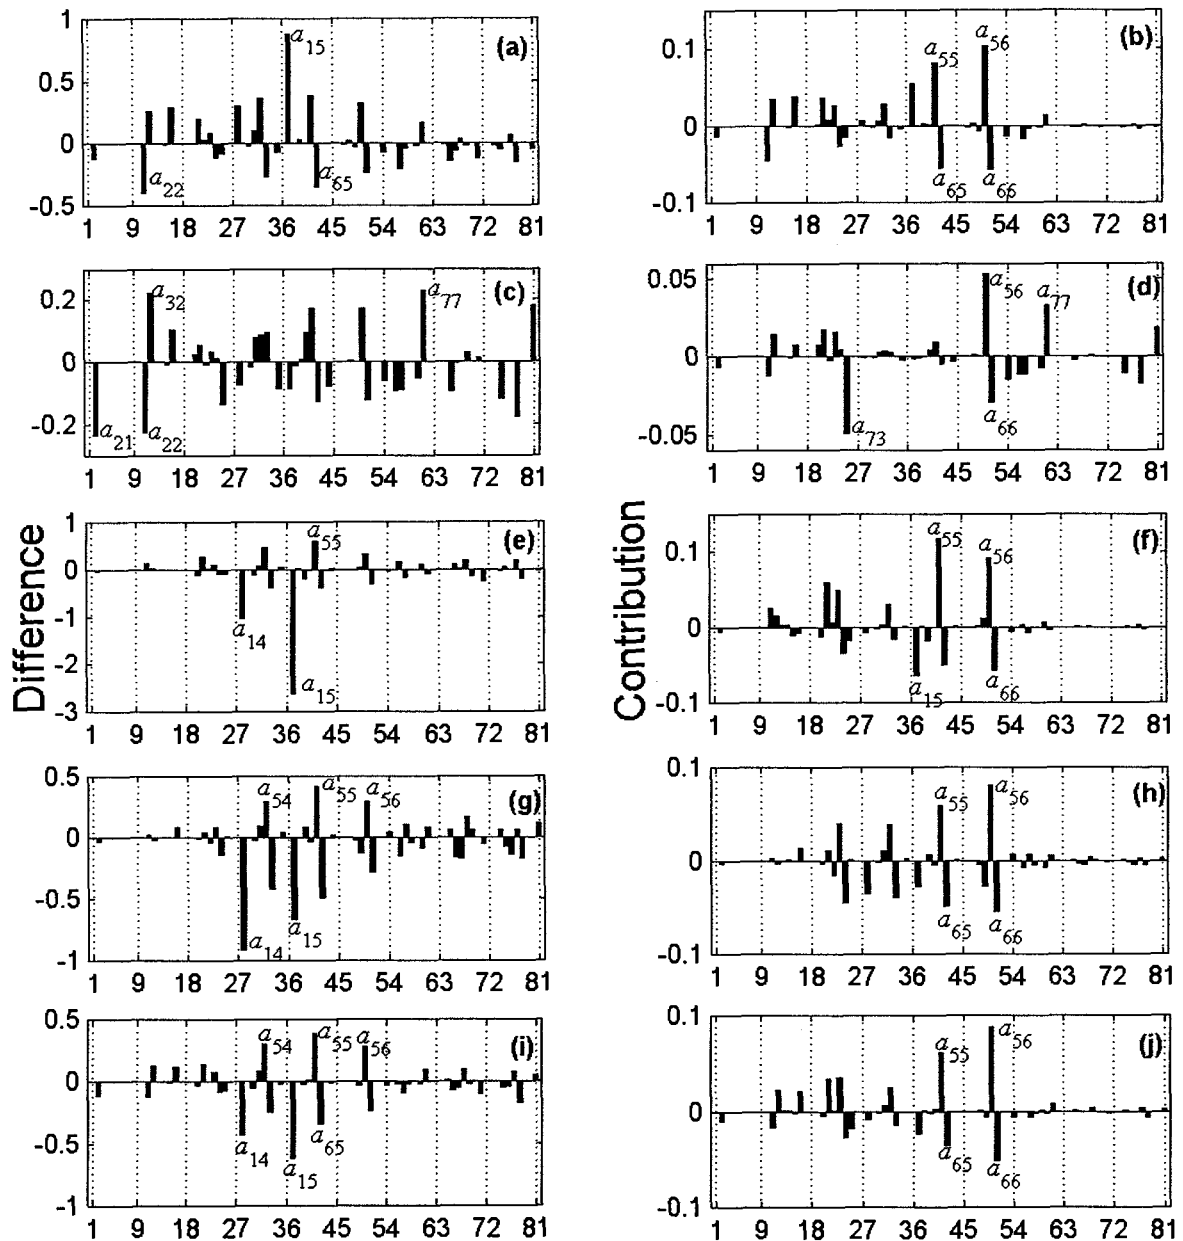 1
0.5
0
-0.5
a15
a22
a65
(a)
1 9 18 27 36 45 54 63 72 81
0.1
0
-0.1
a55
a56
a65
a66
(b)
1 9 18 27 36 45 54 63 72 81
0.2
0
-0.2
a32
a77
a21
a22
(c)
1 9 18 27 36 45 54 63 72 81
0.05
0
-0.05
a56
a77
a73
a66
(d)
1 9 18 27 36 45 54 63 72 81
Difference
1
0
-1
-2
-3
a55
a14
a15
(e)
1 9 18 27 36 45 54 63 72 81
Contribution
0.1
0
-0.1
a55
a56
a15
a66
(f)
1 9 18 27 36 45 54 63 72 81
0.5
0
-0.5
-1
a54
a55
a56
a14
a15
(g)
1 9 18 27 36 45 54 63 72 81
0.1
0
-0.1
a55
a56
a65
a66
(h)
1 9 18 27 36 45 54 63 72 81
0.5
0
-0.5
-1
a54
a55
a56
a14
a15
a65
(i)
1 9 18 27 36 45 54 63 72 81
0.1
0
-0.1
a55
a56
a65
a66
(j)
1 9 18 27 36 45 54 63 72 81